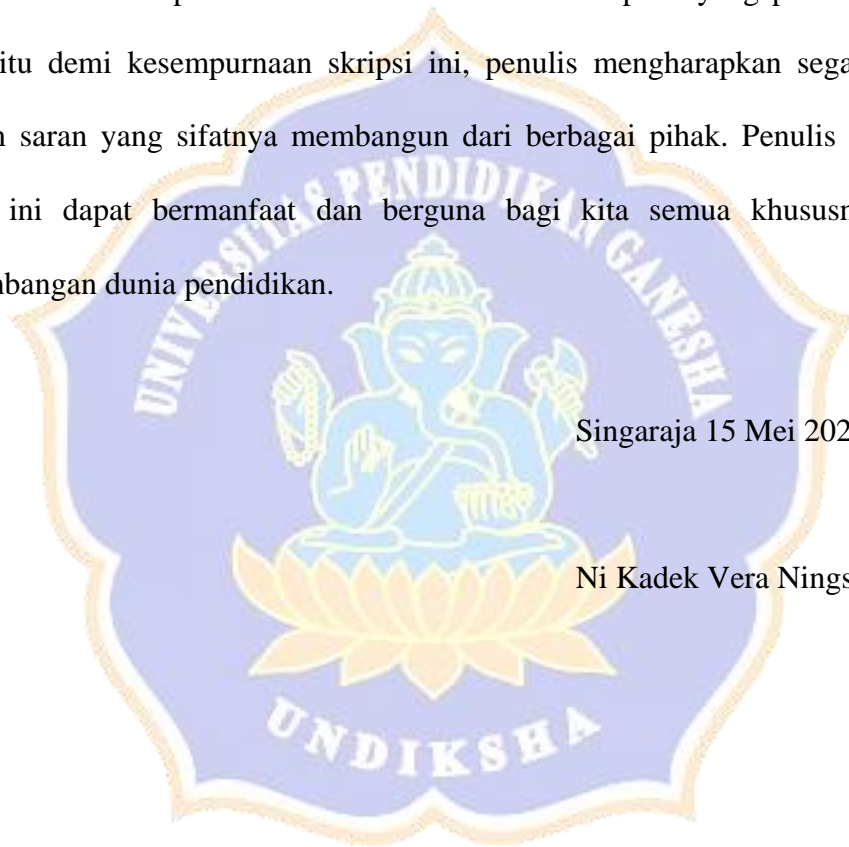 itu demi kesempurnaan skripsi ini, penulis mengharapkan sega
saran yang sifatnya membangun dari berbagai pihak. Penulis
ini dapat bermanfaat dan berguna bagi kita semua khususn
mbangan dunia pendidikan.
UNIVERSITAS PENDIDIKAN GANESHA
Singaraja 15 Mei 202
Ni Kadek Vera Nings
UNDIKSHA